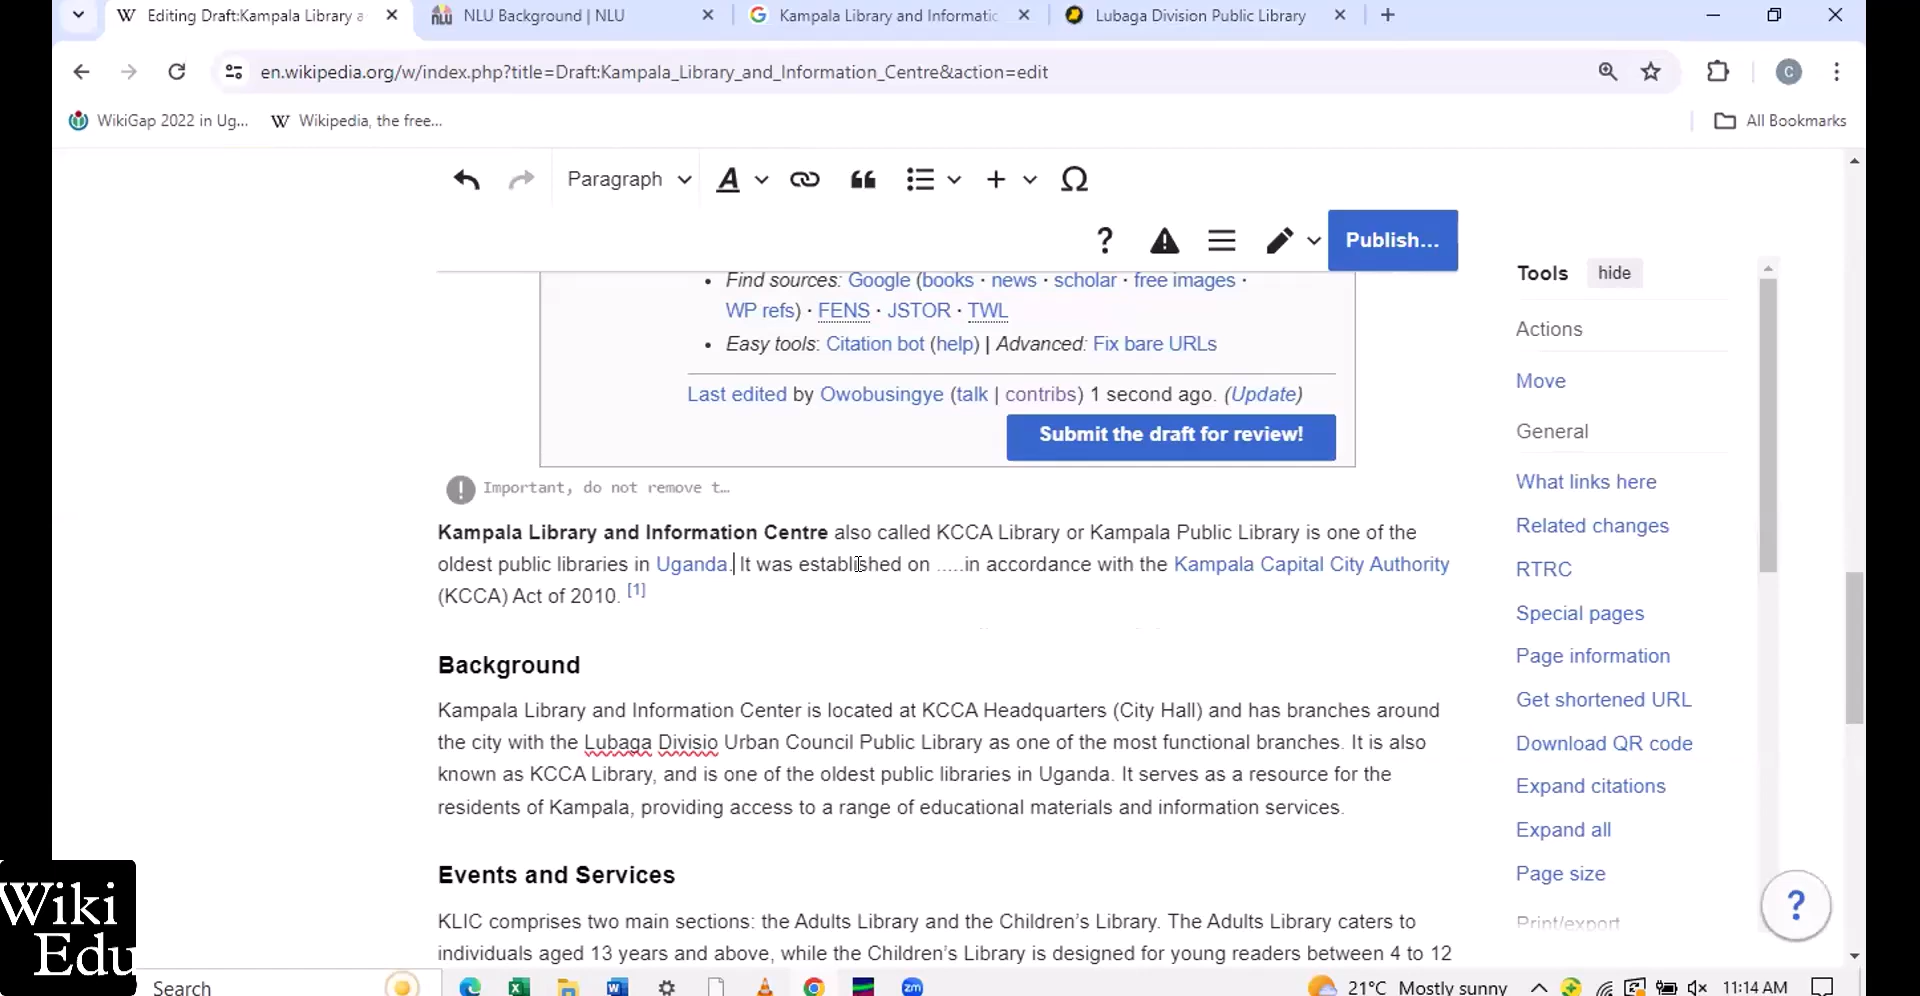 Editing Draft:Kampala Library a
NLU Background | NLU
Kampala Library and Informatic
Lubaga Division Public Library
en.wikipedia.org/w/index.php?title=Draft:Kampala_Library_and_Information_Centre&action=edit
C
WikiGap 2022 in Ug...
Wikipedia, the free...
All Bookmarks
Paragraph
Publish...
Find sources: Google (books · news · scholar · free images ·
WP refs) · FENS · JSTOR · TWL
Easy tools: Citation bot (help) | Advanced: Fix bare URLs
Last edited by Owobusingye (talk | contribs) 1 second ago. (Update)
Submit the draft for review!
Important, do not remove t…
Kampala Library and Information Centre also called KCCA Library or Kampala Public Library is one of the
oldest public libraries in Uganda. It was established on .....in accordance with the Kampala Capital City Authority
(KCCA) Act of 2010. [1]
Background
Kampala Library and Information Center is located at KCCA Headquarters (City Hall) and has branches around
the city with the Lubaga Divisio Urban Council Public Library as one of the most functional branches. It is also
known as KCCA Library, and is one of the oldest public libraries in Uganda. It serves as a resource for the
residents of Kampala, providing access to a range of educational materials and information services.
Events and Services
KLIC comprises two main sections: the Adults Library and the Children's Library. The Adults Library caters to
individuals aged 13 years and above, while the Children's Library is designed for young readers between 4 to 12
Tools hide
Actions
Move
General
What links here
Related changes
RTRC
Special pages
Page information
Get shortened URL
Download QR code
Expand citations
Expand all
Page size
Print/export
Wiki
Edu
Search
zm
21°C Mostly sunny
11:14 AM